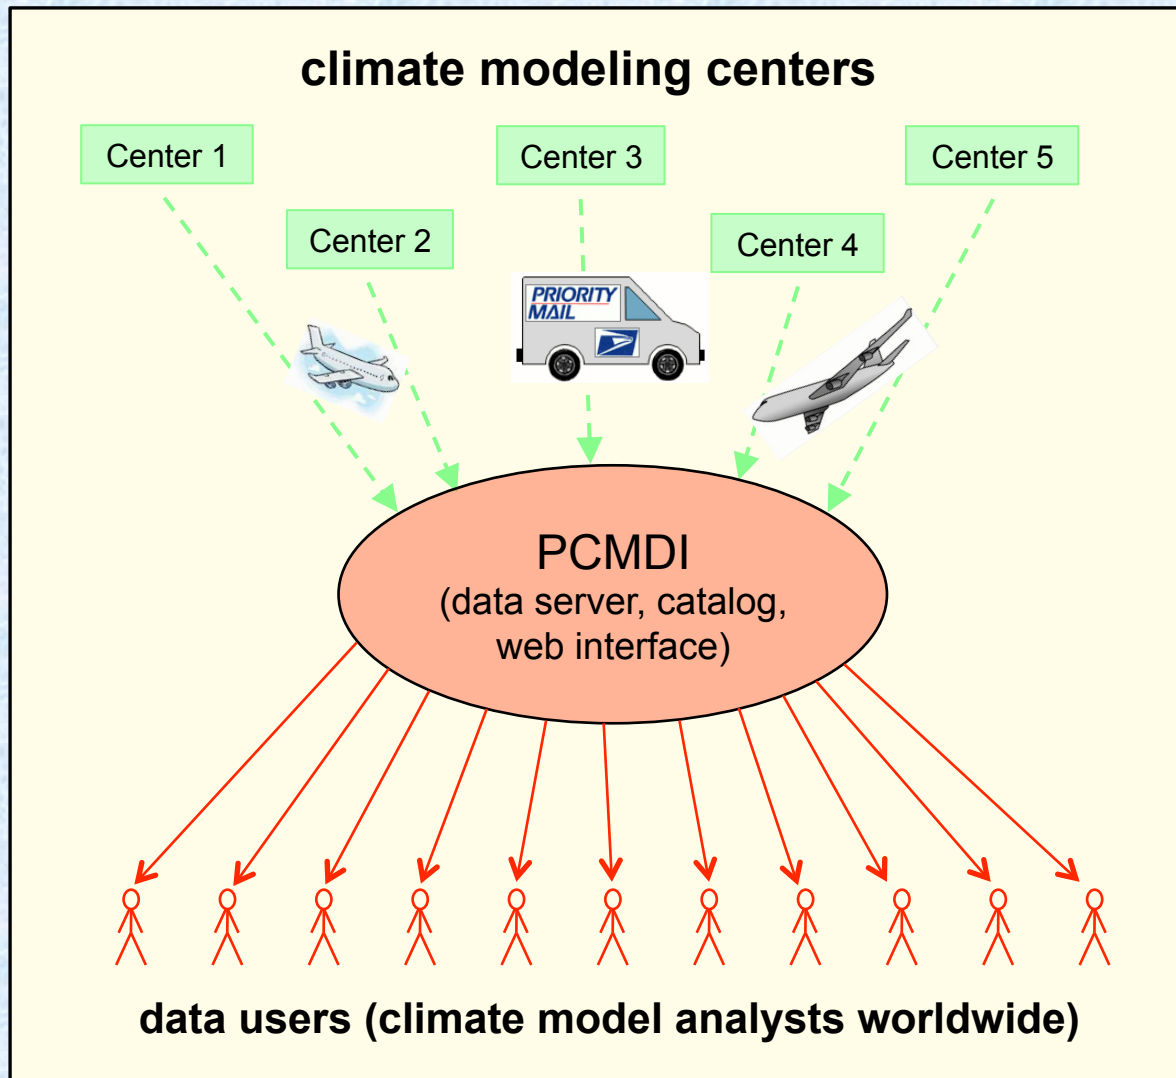 climate modeling centers
Center 1
Center 3
Center 5
Center 2
Center 4
PRIORITY
MAIL
PCMDI
(data server, catalog,
web interface)
data users (climate model analysts worldwide)